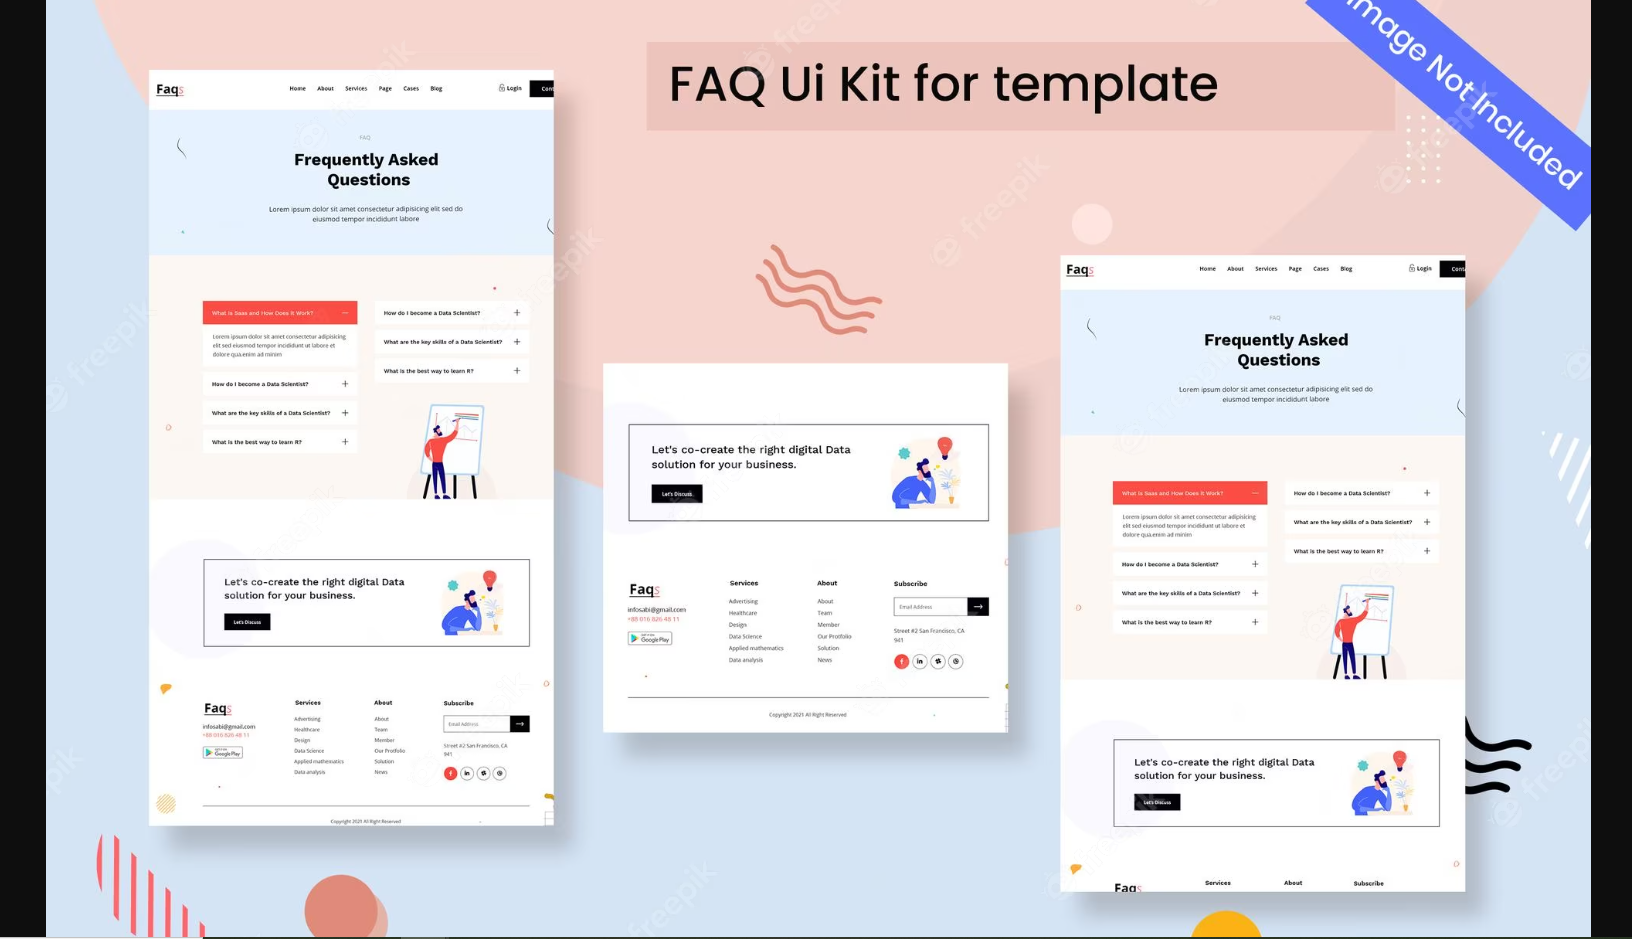 FAQ Ui Kit for template
Image Not Included
Faqs
Home About Services Page Cases Blog Login
FAQ
Frequently Asked
Questions
Lorem ipsum dolor sit amet consectetur adipisicing elit sed do
eiusmod tempor incididunt labore
What is Saas and How Does it Work?
Lorem ipsum dolor sit amet consectetur adipisicing
elit sed eiusmod tempor incididunt ut labore et
dolore qua.enim ad minim
How do I become a Data Scientist?
What are the key skills of a Data Scientist?
What is the best way to learn R?
How do I become a Data Scientist?
What are the key skills of a Data Scientist?
What is the best way to learn R?
Let's co-create the right digital Data
solution for your business.
Let's Discuss
Faqs
infosabi@gmail.com
+88 016 826 48 11
Google Play
Services
Advertising
Healthcare
Design
Data Science
Applied mathematics
Data analysis
About
About
Team
Member
Our Protfolio
Solution
News
Subscribe
Email Address
Street #2 San Francisco, CA
941
Copyright 2021 All Right Reserved
Let's co-create the right digital Data
solution for your business.
Let's Discuss
Faqs
infosabi@gmail.com
+88 016 826 48 11
Google Play
Services
Advertising
Healthcare
Design
Data Science
Applied mathematics
Data analysis
About
About
Team
Member
Our Protfolio
Solution
News
Subscribe
Email Address
Street #2 San Francisco, CA
941
Copyright 2021 All Right Reserved
Faqs
Home About Services Page Cases Blog Login
FAQ
Frequently Asked
Questions
Lorem ipsum dolor sit amet consectetur adipisicing elit sed do
eiusmod tempor incididunt labore
What is Saas and How Does it Work?
Lorem ipsum dolor sit amet consectetur adipisicing
elit sed eiusmod tempor incididunt ut labore et
dolore qua.enim ad minim
How do I become a Data Scientist?
What are the key skills of a Data Scientist?
What is the best way to learn R?
How do I become a Data Scientist?
What are the key skills of a Data Scientist?
What is the best way to learn R?
Let's co-create the right digital Data
solution for your business.
Let's Discuss
Faqs
Services
About
Subscribe
freepik